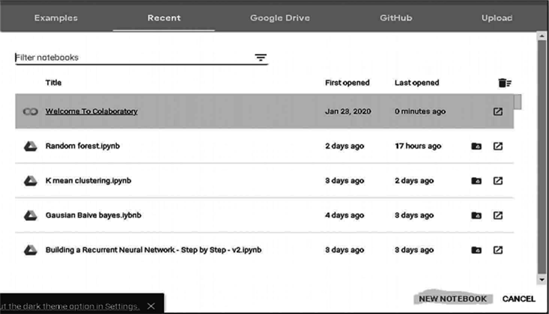 Examples Recent Google Drive GitHub Upload
Filter notebooks
Title First opened Last opened
Welcome To Colaboratory Jan 23, 2020 0 minutes ago
Random forest.ipynb 2 days ago 17 hours ago
K mean clustering.ipynb 3 days ago 2 days ago
Gausian Baive bayes.iybnb 4 days ago 3 days ago
Building a Recurrent Neural Network - Step by Step - v2.ipynb 3 days ago 3 days ago
NEW NOTEBOOK CANCEL
ut the dark theme option in Settings.